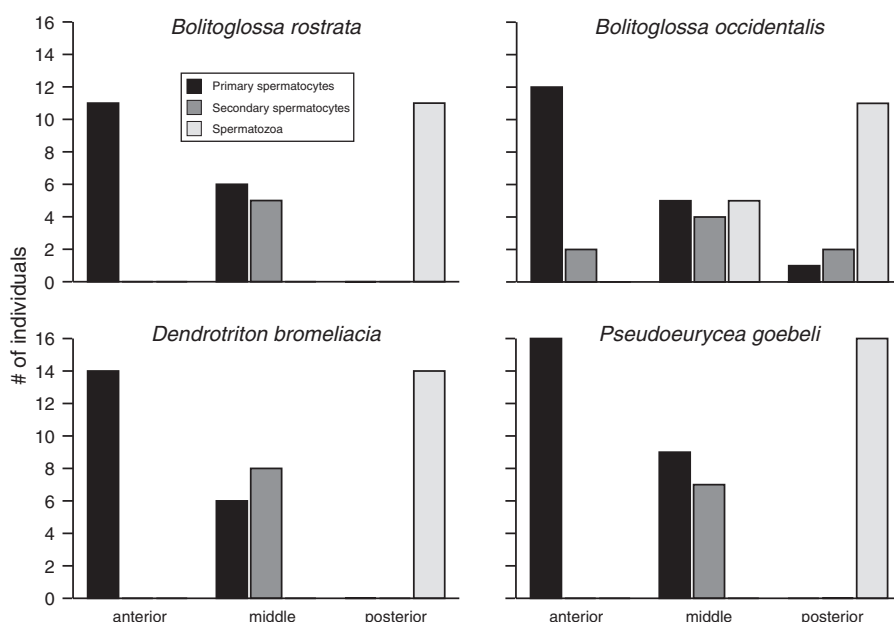 Bolitoglossa rostrata
Bolitoglossa occidentalis
16
14
12
10
8
6
4
2
0
Primary spermatocytes
Secondary spermatocytes
Spermatozoa
# of individuals
Dendrotriton bromeliacia
Pseudoeurycea goebeli
16
14
12
10
8
6
4
2
0
anterior middle posterior
anterior middle posterior